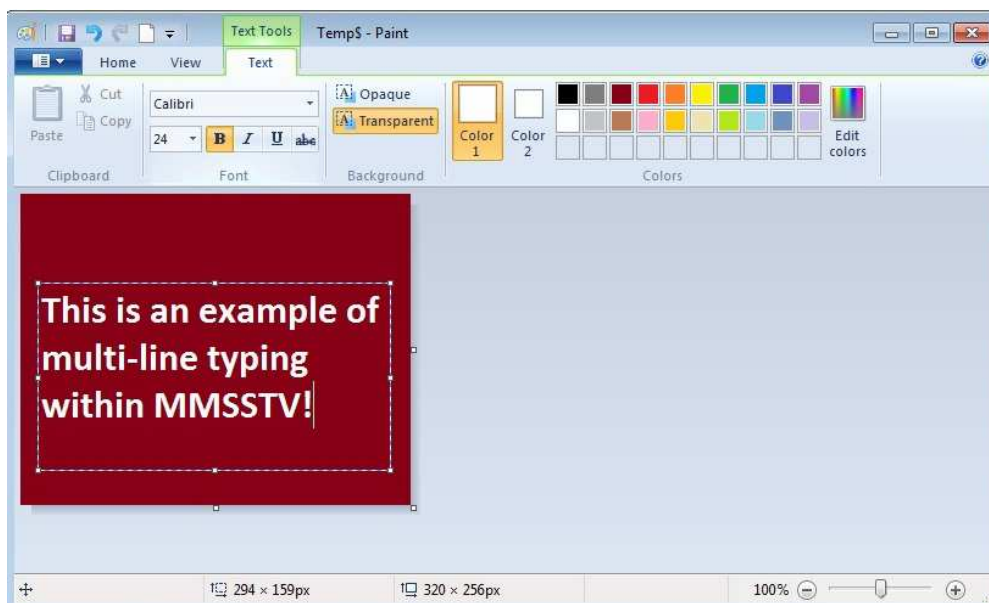 Text Tools Temp$ - Paint
Home View Text
Paste
Cut
Copy
Clipboard
Calibri
24 B I U abc
Font
A Opaque
A Transparent
Background
Color 1
Color 2
Edit colors
Colors
This is an example of
multi-line typing
within MMSSTV!
294 × 159px 320 × 256px 100%